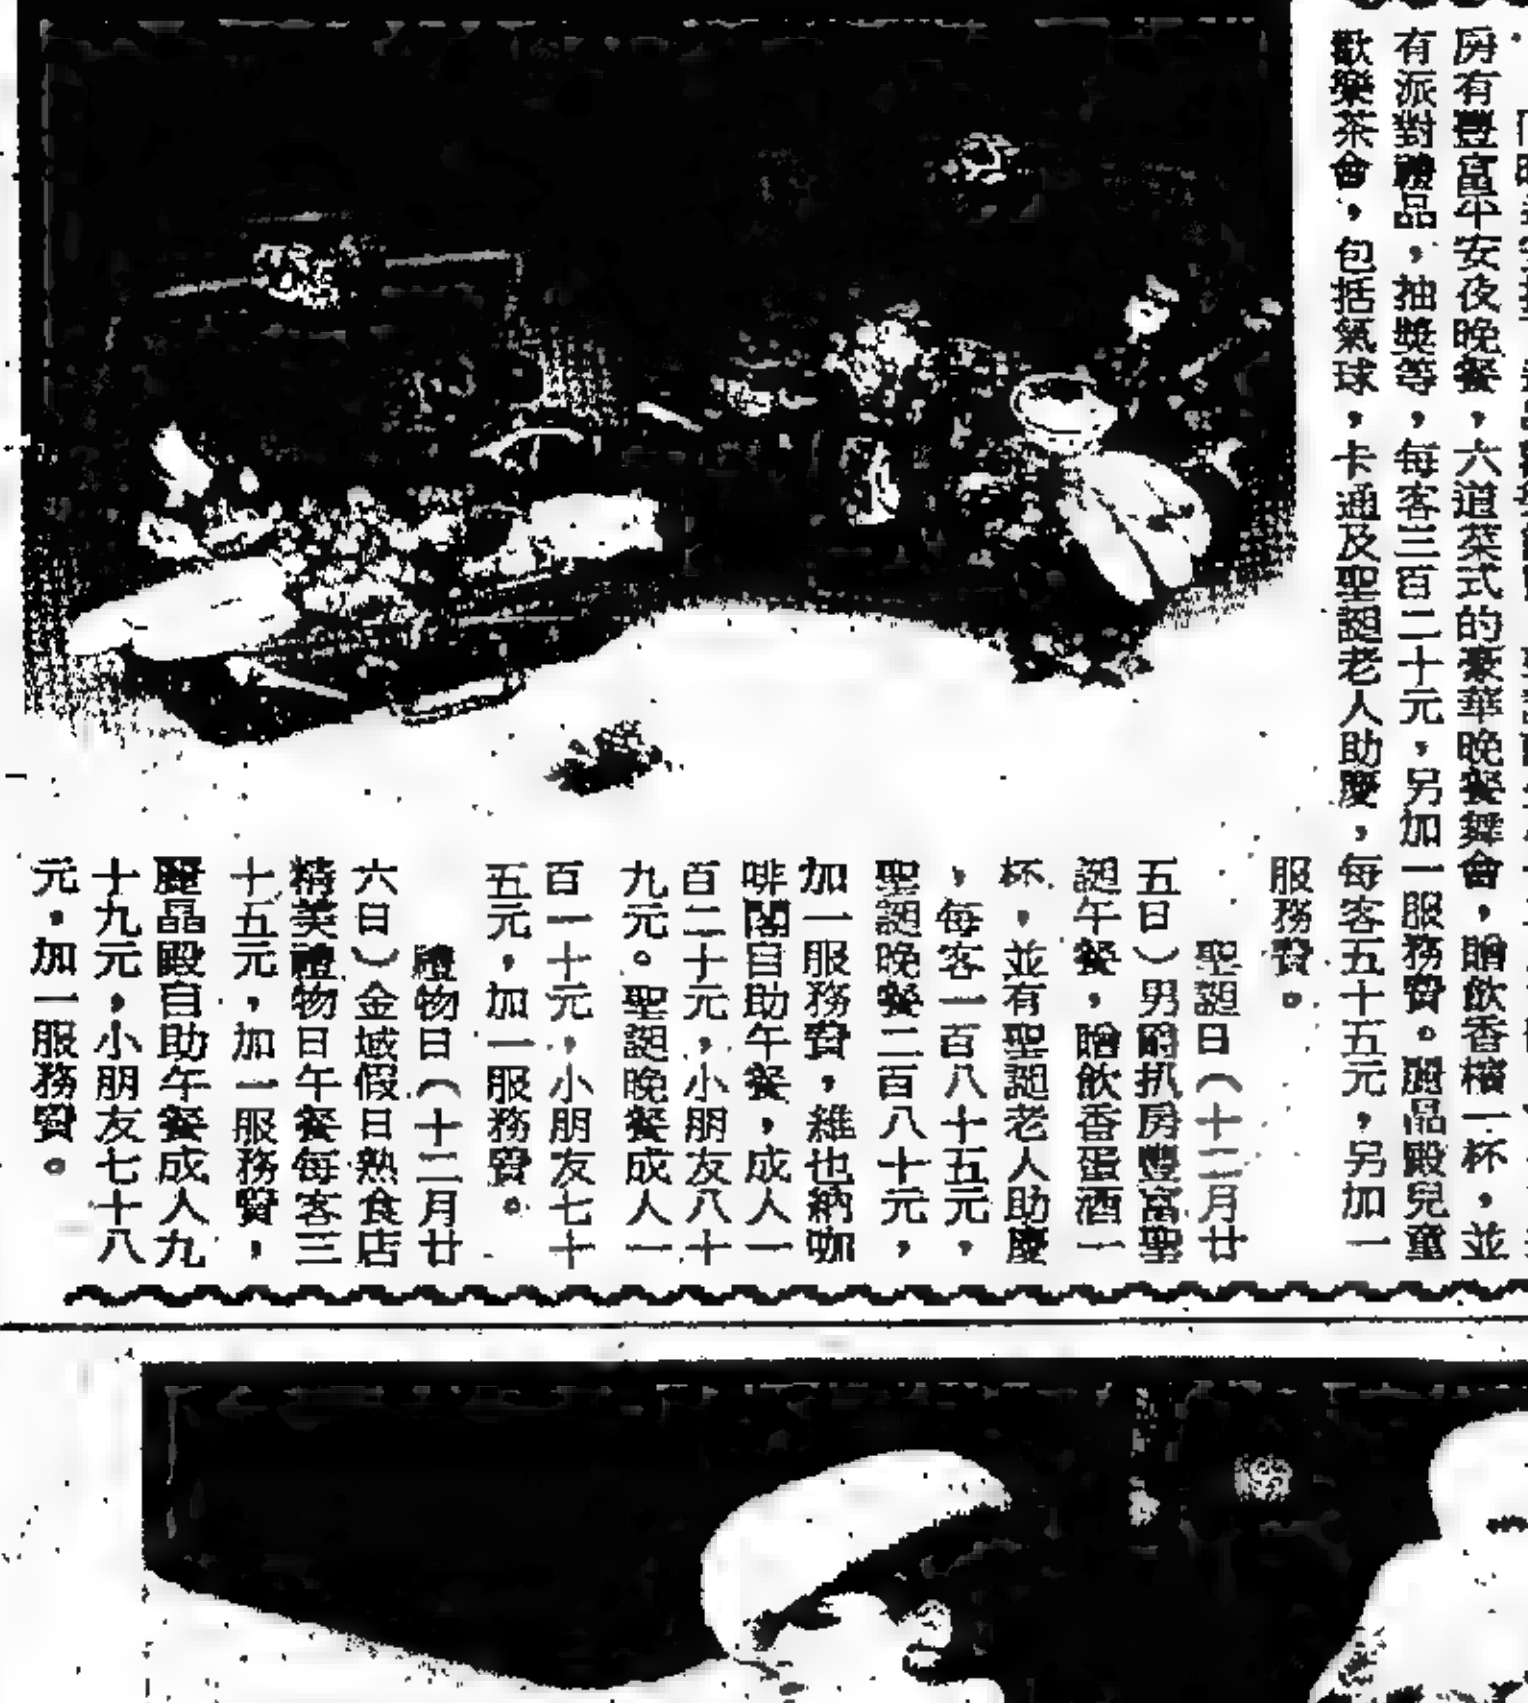 房有豐富平安夜晚餐，六道菜式的豪華晚餐舞會，贈飲香檳一杯，並
有派對禮品，抽獎等，每客三百二十元，另加一服務費。麗晶殿兒童
歡樂茶會，包括氣球，卡通及聖誕老人助慶，每客五十五元，另加一
服務費。
聖誕日（十二月廿
五日）男爵扒房豐富聖
誕午餐，贈飲香蛋酒一
杯，並有聖誕老人助慶
，每客一百八十五元，
聖誕晚餐二百八十元，
加一服務費，維也納咖
啡閣自助午餐，成人一
百二十元，小朋友八十
九元。聖誕晚餐成人一
百一十元，小朋友七十
五元，加一服務費。
禮物日（十二月廿
六日）金域假日熟食店
精美禮物日午餐每客三
十五元，加一服務費，
麗晶殿自助午餐成人九
十九元，小朋友七十八
元，加一服務費。